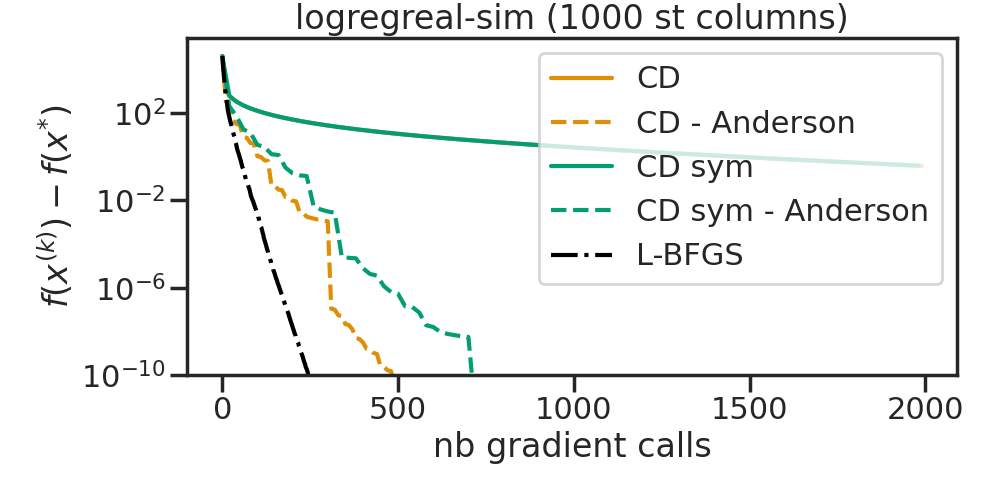 logregreal-sim (1000 st columns)
f(x^{(k)}) − f(x^*)
10^2
10^{-2}
10^{-6}
10^{-10}
CD
CD - Anderson
CD sym
CD sym - Anderson
L-BFGS
0 500 1000 1500 2000
nb gradient calls